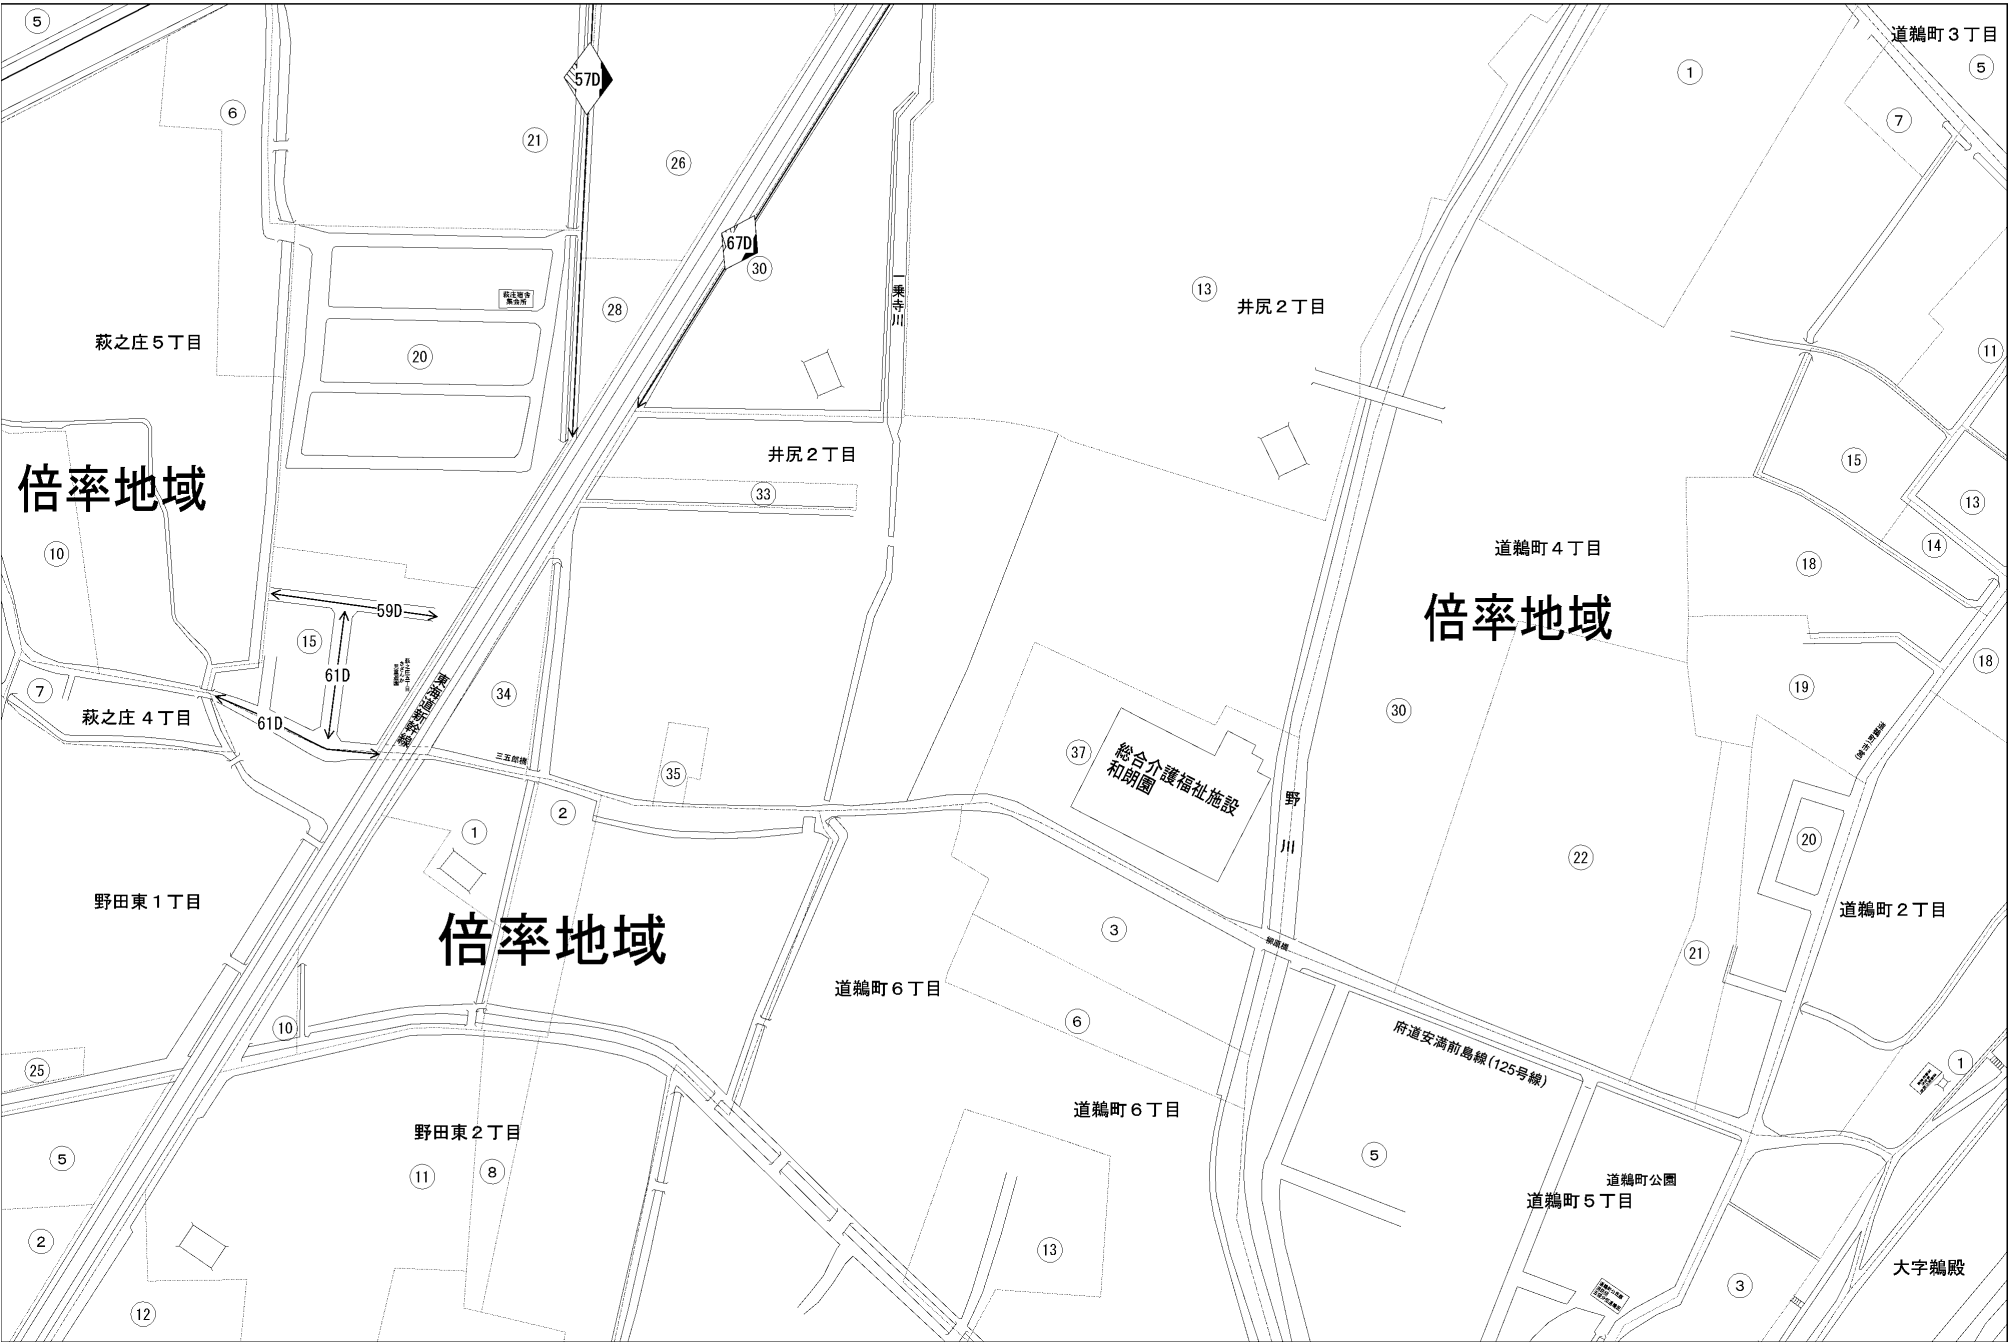 5
道鵜町3丁目
5
1
57D
6
7
21
26
67D
30
一乗寺川
13
井尻2丁目
28
萩之庄5丁目
20
11
井尻2丁目
15
倍率地域
33
13
10
道鵜町4丁目
14
18
倍率地域
59D
15
61D
18
7
萩之庄4丁目
61D
東海道新幹線
34
19
30
三五郎橋
37
総合介護福祉施設
和朗園
35
野川
2
1
20
22
野田東1丁目
道鵜町2丁目
倍率地域
3
21
道鵜町6丁目
6
10
府道安満前島線(125号線)
25
1
道鵜町6丁目
野田東2丁目
5
11
8
5
道鵜町公園
道鵜町5丁目
2
13
大字鵜殿
3
12